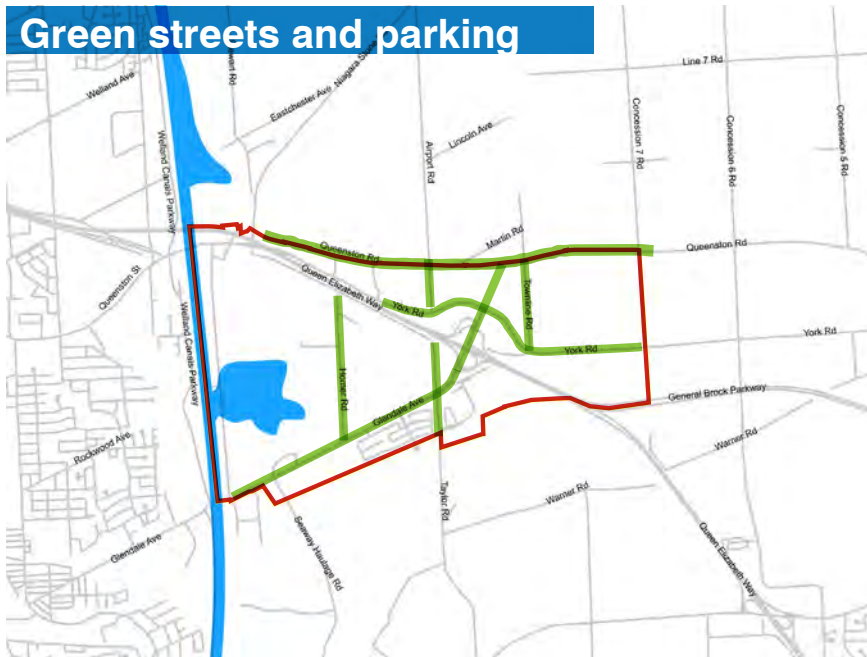 Green streets and parking
Line 7 Rd
Welland Ave
Eastchester Ave
Lincoln Ave
Airport Rd
Concession 7 Rd
Concession 6 Rd
Concession 5 Rd
Welland Canals Parkway
Queenston St
Queenston Rd
Martin Rd
Queenston Rd
Queen Elizabeth Way
York Rd
Townline Rd
York Rd
York Rd
Welland Canals Parkway
Homer Rd
Glendale Ave
General Brock Parkway
Rockwood Ave
Warner Rd
Taylor Rd
Warner Rd
Seaway Haulage Rd
Glendale Ave
Queen Elizabeth Way